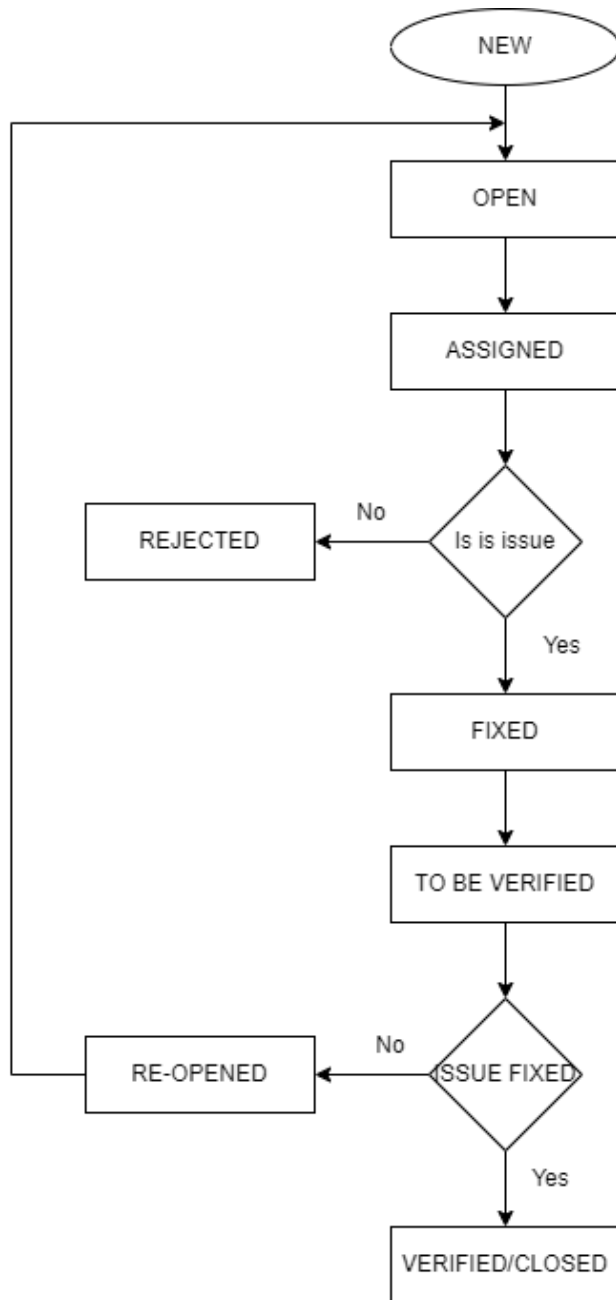 NEW
OPEN
ASSIGNED
No
REJECTED
Is is issue
Yes
FIXED
TO BE VERIFIED
No
RE-OPENED
ISSUE FIXED
Yes
VERIFIED/CLOSED